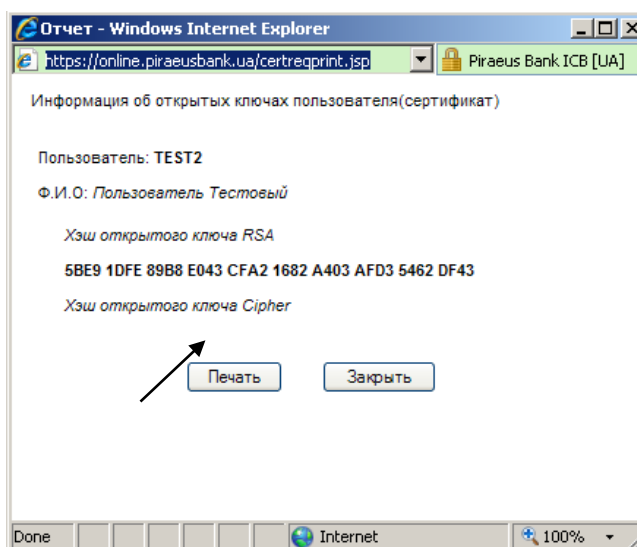 Отчет - Windows Internet Explorer
https://online.piraeusbank.ua/certreqprint.jsp
Piraeus Bank ICB [UA]
Информация об открытых ключах пользователя(сертификат)
Пользователь: TEST2
Ф.И.О: Пользователь Тестовый
Хэш открытого ключа RSA
5BE9 1DFE 89B8 E043 CFA2 1682 A403 AFD3 5462 DF43
Хэш открытого ключа Cipher
Печать Закрыть
Done Internet 100%